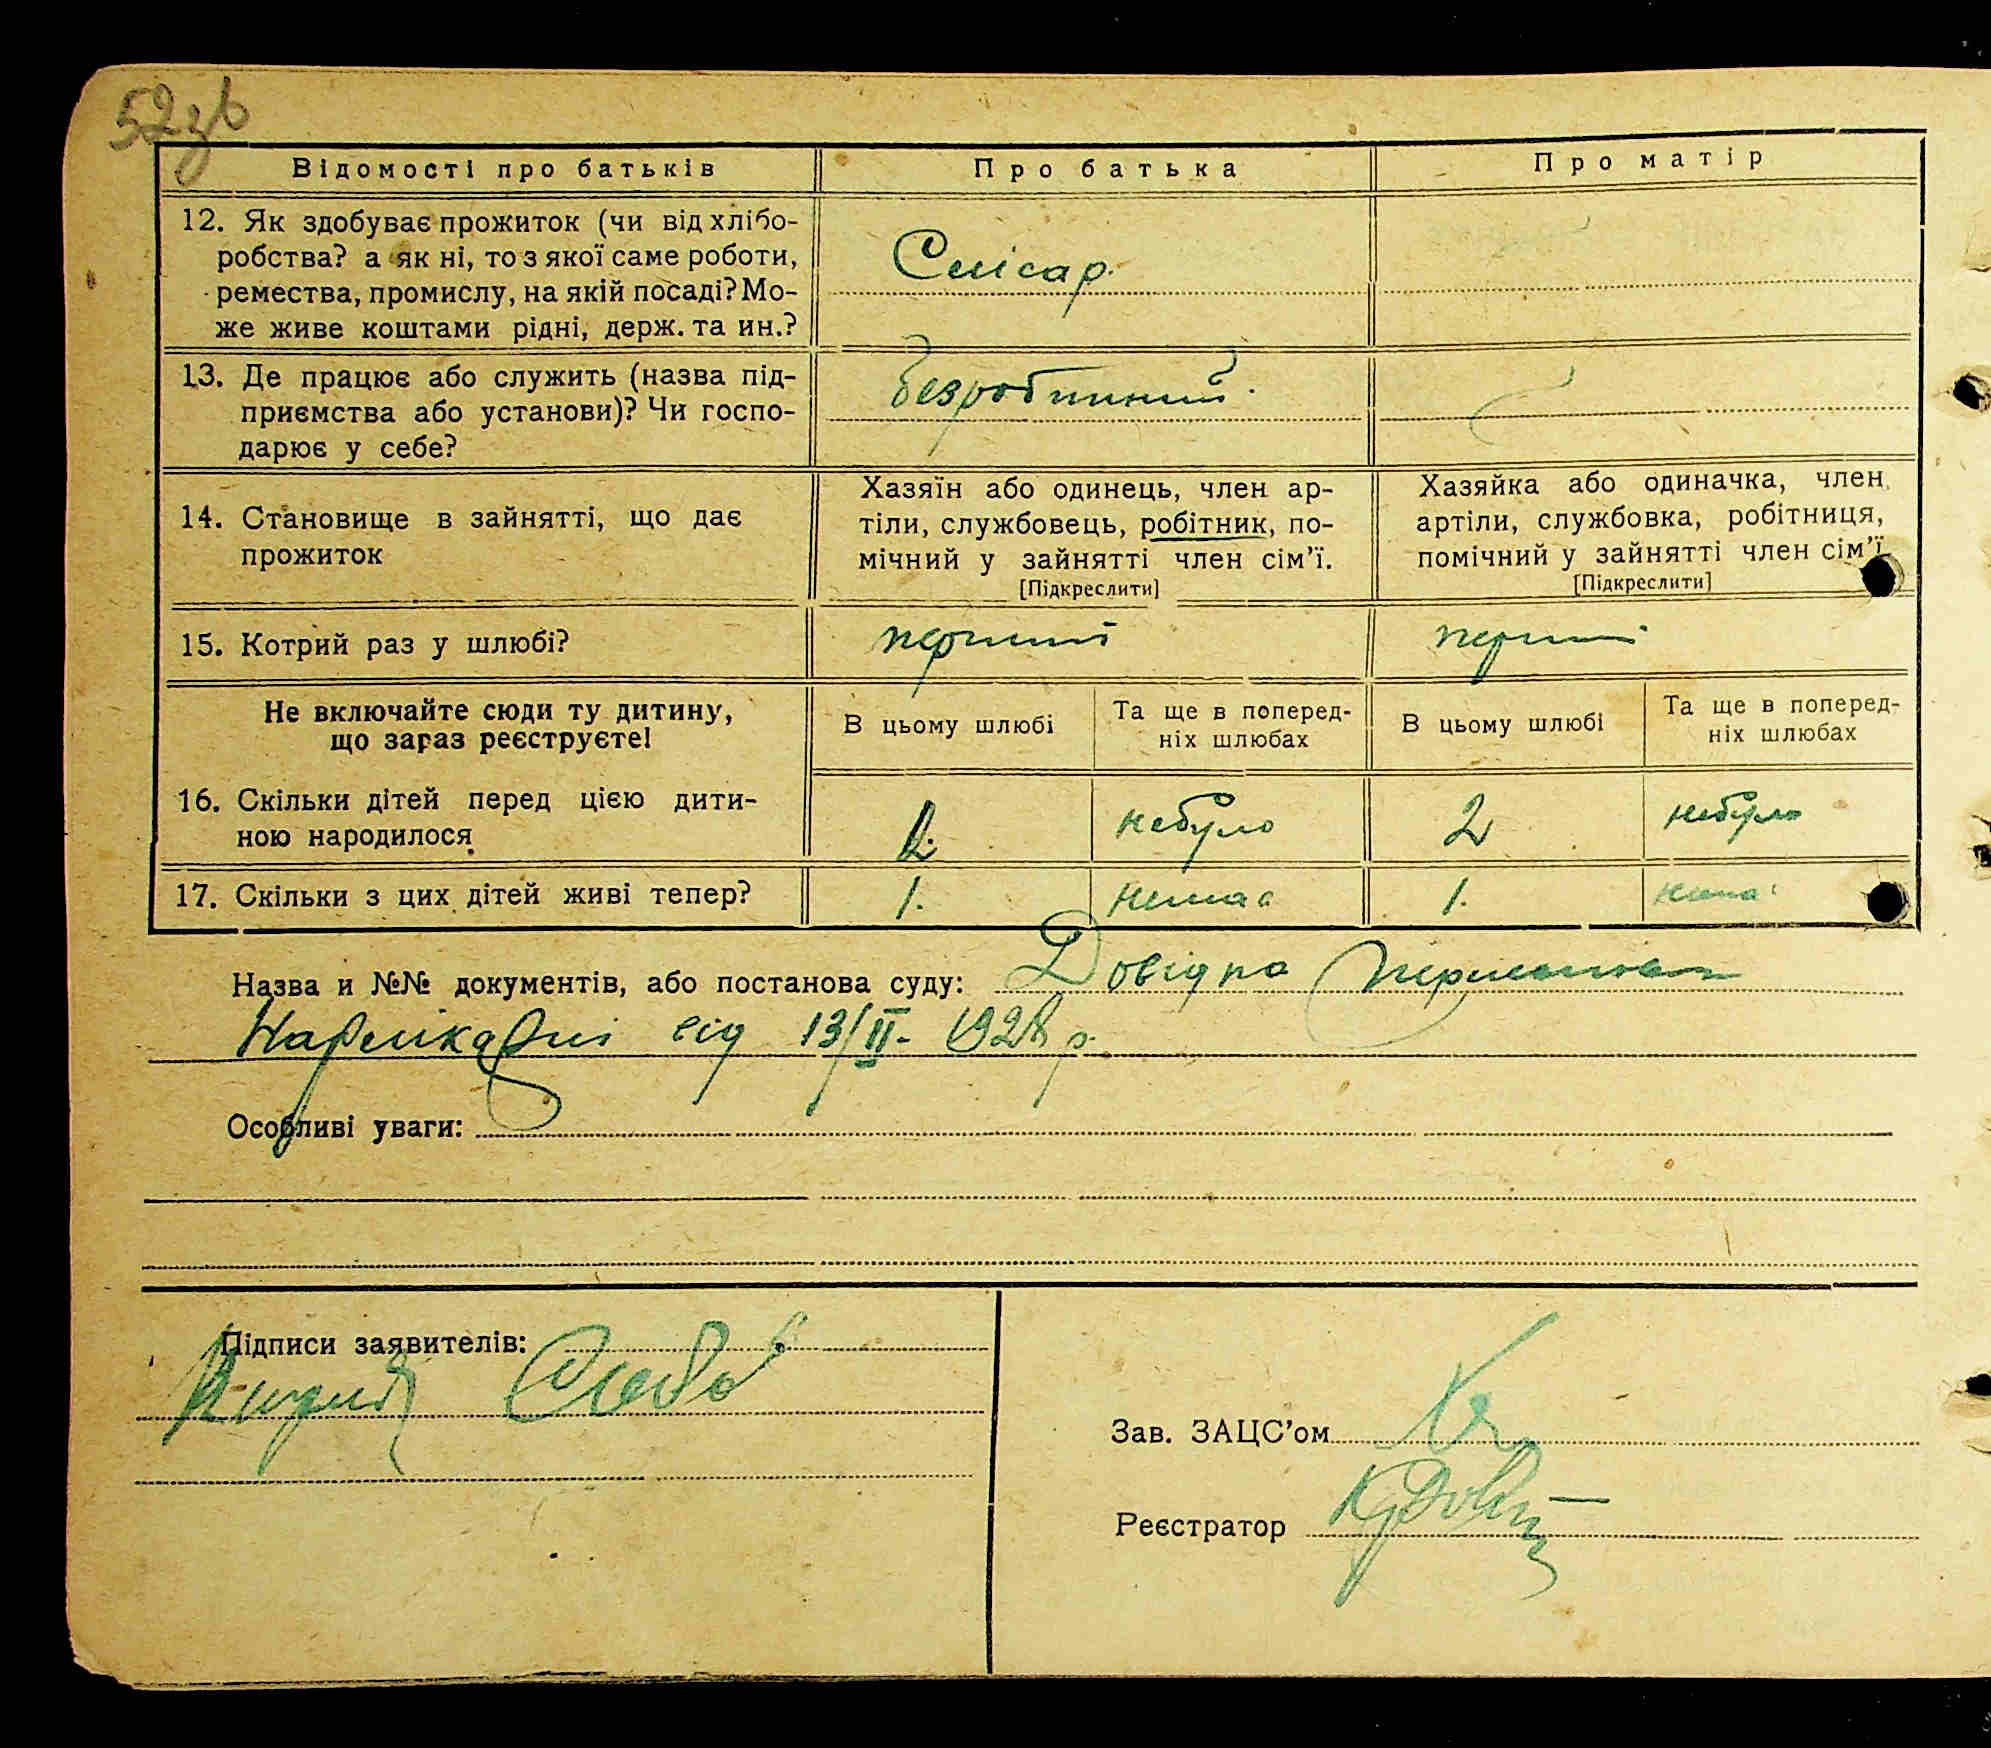 52зв
Відомості про батьків
Про батька
Про матір
12. Як здобуває прожиток (чи від хлібо-
робства? а як ні, то з якої саме роботи,
ремества, промислу, на якій посаді? Мо-
же живе коштами рідні, держ. та ин.?
Слісар.
13. Де працює або служить (назва під-
приємства або установи)? Чи госпо-
дарює у себе?
безробітний.
14. Становище в зайнятті, що дає
прожиток
Хазяїн або одинець, член ар-
тіли, службовець, робітник, по-
мічний у зайнятті член сім’ї.
[Підкреслити]
Хазяйка або одиначка, член
артіли, службовка, робітниця,
помічний у зайнятті член сім’ї
[Підкреслити]
15. Котрий раз у шлюбі?
перший
перший
Не включайте сюди ту дитину,
що зараз реєструєте!
В цьому шлюбі
Та ще в поперед-
ніх шлюбах
В цьому шлюбі
Та ще в поперед-
ніх шлюбах
16. Скільки дітей перед цією дити-
ною народилося
2.
небуло
2
небуло
17. Скільки з цих дітей живі тепер?
1.
немає
1.
нема
Назва и №№ документів, або постанова суду: Довідка
від 13/II- 1928 р.
Особливі уваги:
Підписи заявителів:
Зав. ЗАЦС’ом
Реєстратор